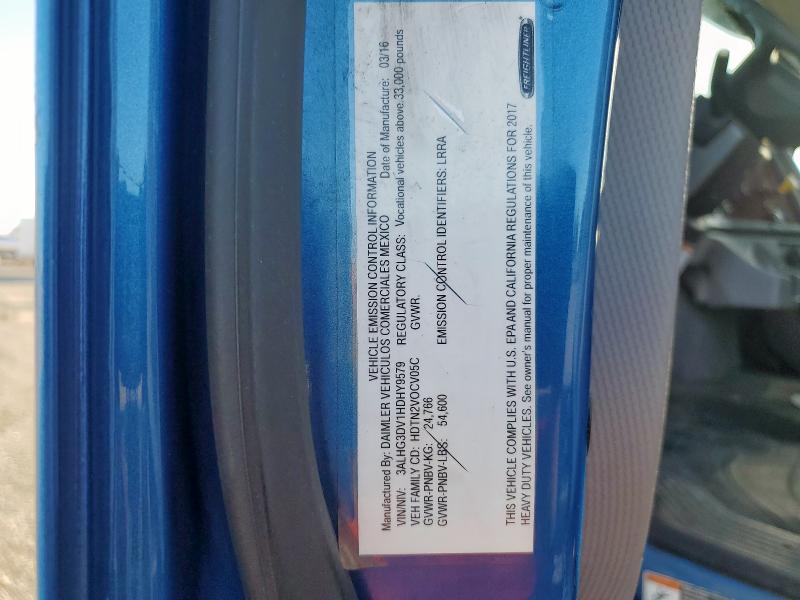 VEHICLE EMISSION CONTROL INFORMATION
Manufactured By: DAIMLER VEHICULOS COMERCIALES MEXICO Date of Manufacture: 03/16
VIN/NIV: 3ALHG3DV1HDHY9579 REGULATORY CLASS: Vocational vehicles above 33,000 pounds
VEH FAMILY CD: HDTN2VOCV05C GVWR.
GVWR-PNBV-KG: 24,766
GVWR-PNBV-LBS: 54,600 EMISSION CONTROL IDENTIFIERS: LRRA
THIS VEHICLE COMPLIES WITH U.S. EPA AND CALIFORNIA REGULATIONS FOR 2017
HEAVY DUTY VEHICLES. See owner's manual for proper maintenance of this vehicle.
FREIGHTLINER